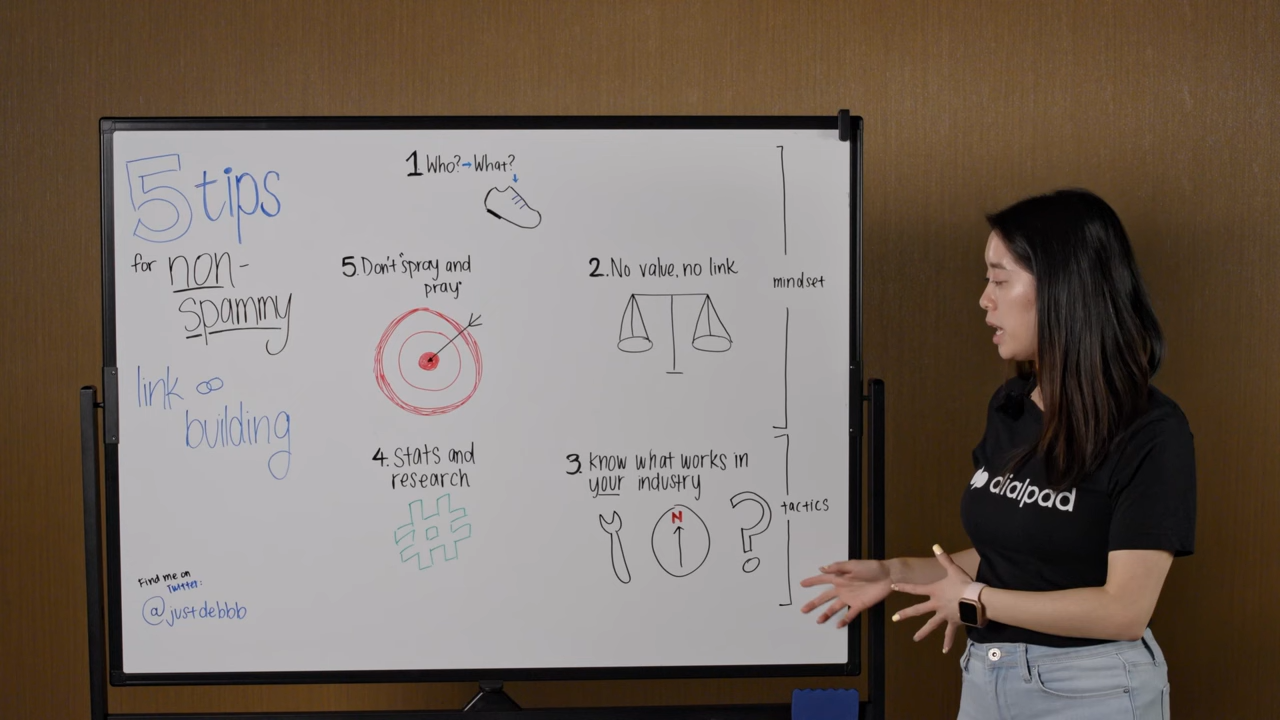 5 tips
for non-
spammy
link
building
Find me on
Twitter:
@justdebbb
1 Who?→What?
2. No value, no link
3. Know what works in
your industry
N
?
4. Stats and
research
#
5. Don't "spray and
pray"
mindset
tactics
dialpad